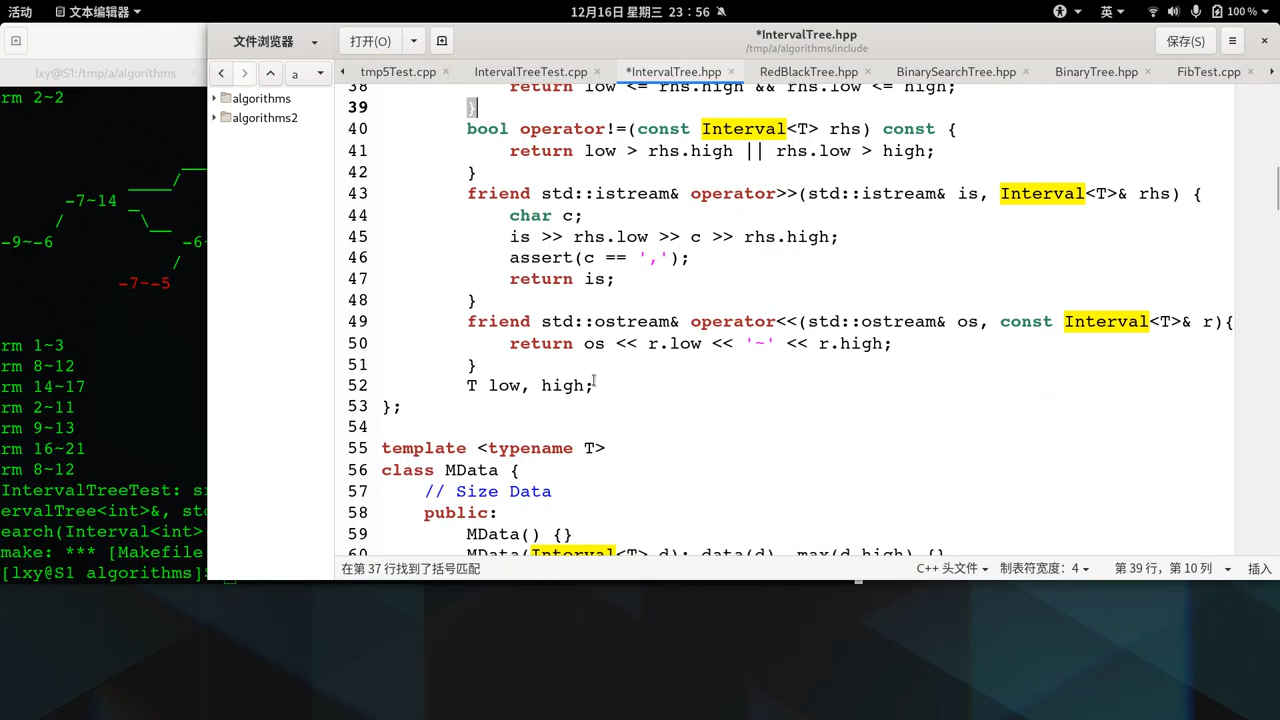 活动 文本编辑器 12月16日 星期三 23：56 英 100 %
文件浏览器 打开(O) *IntervalTree.hpp 保存(S)
/tmp/a/algorithms/include
lxy@S1:/tmp/a/algorithms a tmp5Test.cpp IntervalTreeTest.cpp *IntervalTree.hpp RedBlackTree.hpp BinarySearchTree.hpp BinaryTree.hpp FibTest.cpp
algorithms
algorithms2
rm 2~2
-7~14
-9~-6 -6
-7~-5
rm 1~3
rm 8~12
rm 14~17
rm 2~11
rm 9~13
rm 16~21
rm 8~12
IntervalTreeTest: s
ervalTree<int>&, st
earch(Interval<int>
make: *** [Makefile
[lxy@S1 algorithms]$
38 return low <= rhs.high && rhs.low <= high;
39 }
40 bool operator!=(const Interval<T> rhs) const {
41 return low > rhs.high || rhs.low > high;
42 }
43 friend std::istream& operator>>(std::istream& is, Interval<T>& rhs) {
44 char c;
45 is >> rhs.low >> c >> rhs.high;
46 assert(c == ',');
47 return is;
48 }
49 friend std::ostream& operator<<(std::ostream& os, const Interval<T>& r){
50 return os << r.low << '~' << r.high;
51 }
52 T low, high;
53 };
54
55 template <typename T>
56 class MData {
57 // Size Data
58 public:
59 MData() {}
60 MData(Interval<T> d): data(d), max(d.high) {}
在第 37 行找到了括号匹配 C++ 头文件 制表符宽度：4 第 39 行，第 10 列 插入